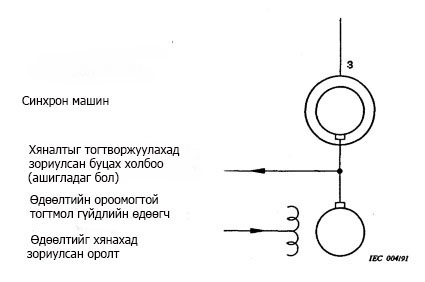 3
Синхрон машин
Хяналтыг тогтворжуулахад
зориулсан буцах холбоо
(ашигладаг бол)
Өдөөлтийн ороомогтой
тогтмол гүйдлийн өдөөгч
Өдөөлтийг хянахад
зориулсан оролт
IEC 004/91